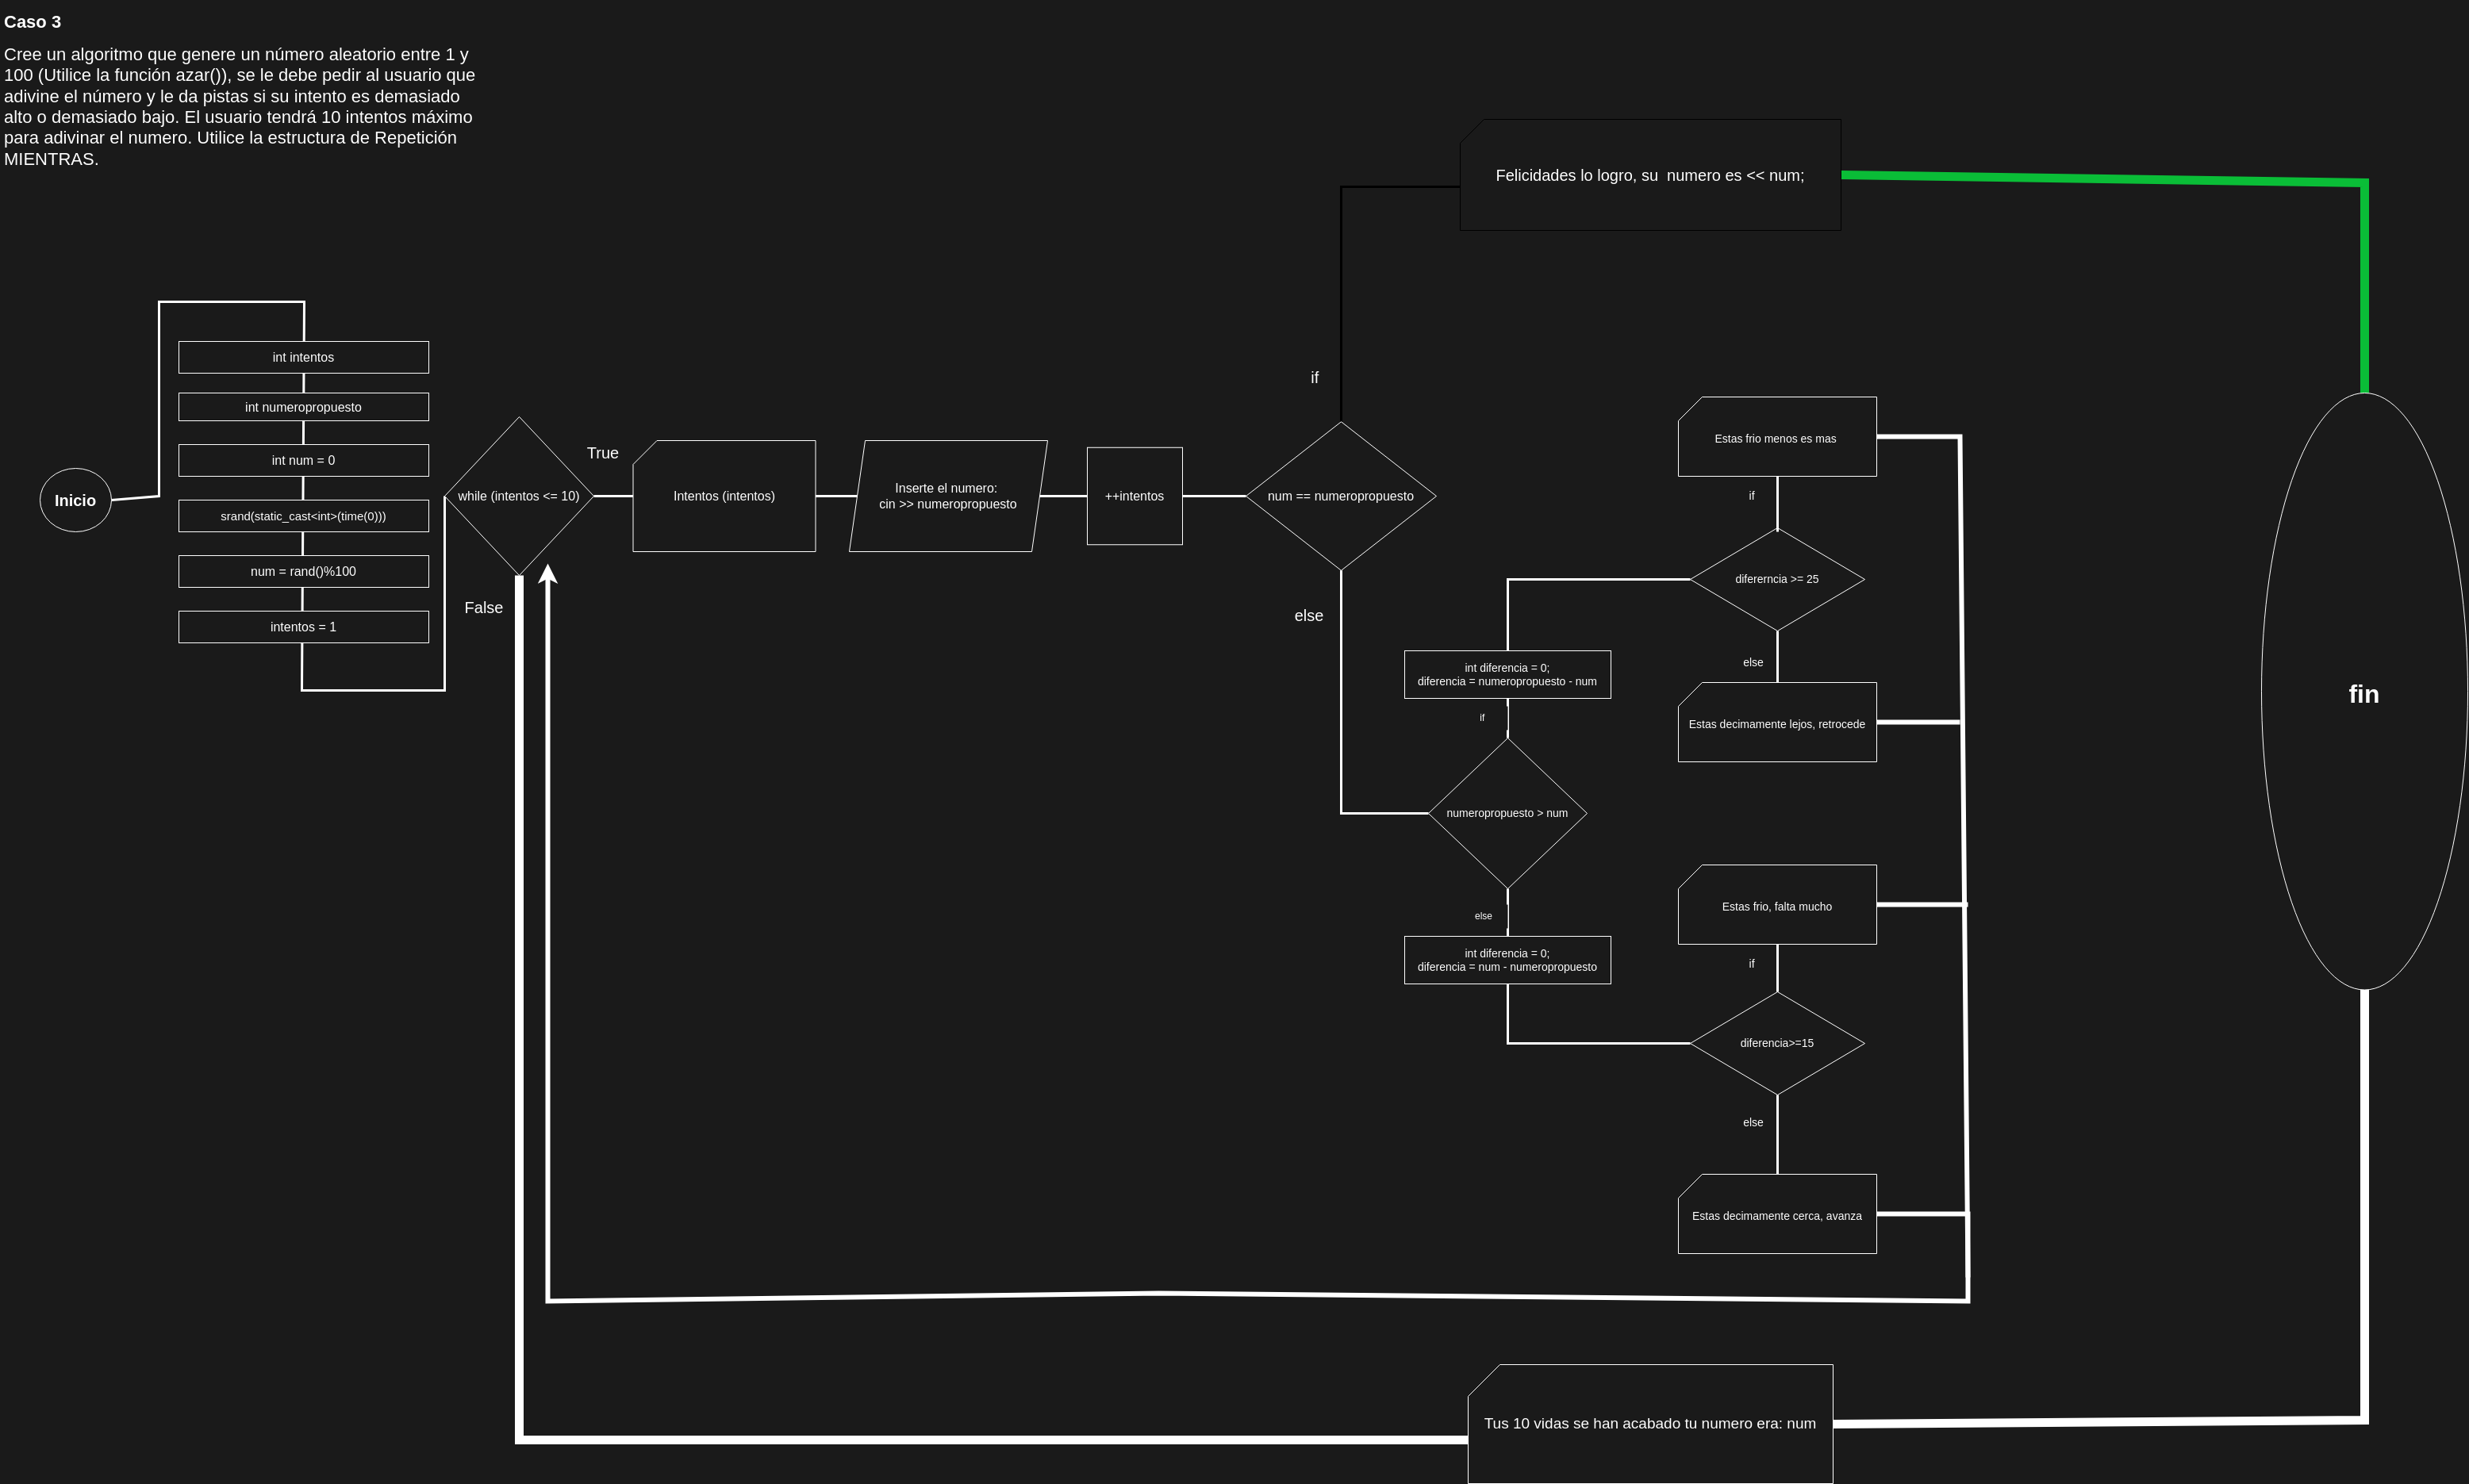 Caso 3
Cree un algoritmo que genere un número aleatorio entre 1 y
100 (Utilice la función azar()), se le debe pedir al usuario que
adivine el número y le da pistas si su intento es demasiado
alto o demasiado bajo. El usuario tendrá 10 intentos máximo
para adivinar el numero. Utilice la estructura de Repetición
MIENTRAS.
Inicio
int intentos
int numeropropuesto
int num = 0
srand(static_cast<int>(time(0)))
num = rand()%100
intentos = 1
while (intentos <= 10)
True
False
Intentos (intentos)
Inserte el numero:
cin >> numeropropuesto
++intentos
num == numeropropuesto
if
Felicidades lo logro, su  numero es << num;
else
numeropropuesto > num
if
int diferencia = 0;
diferencia = numeropropuesto - num
difererncia >= 25
if
Estas frio menos es mas
else
Estas decimamente lejos, retrocede
else
int diferencia = 0;
diferencia = num - numeropropuesto
diferencia>=15
if
Estas frio, falta mucho
else
Estas decimamente cerca, avanza
Tus 10 vidas se han acabado tu numero era: num
fin